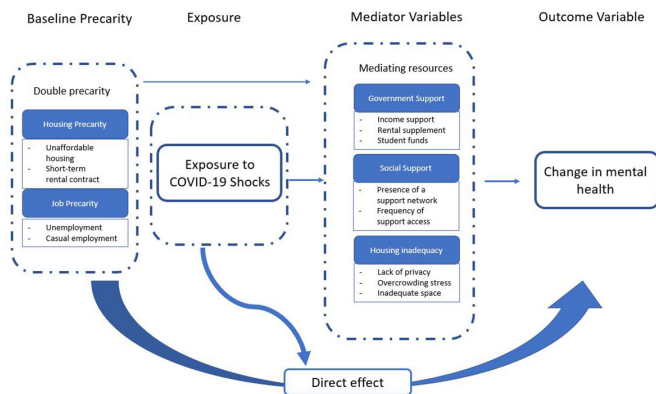 Baseline Precarity
Exposure
Mediator Variables
Outcome Variable
Double precarity
Housing Precarity
- Unaffordable
housing
- Short-term
rental contract
Job Precarity
- Unemployment
- Casual employment
Exposure to
COVID-19 Shocks
Mediating resources
Government Support
- Income support
- Rental supplement
- Student funds
Social Support
- Presence of a
support network
- Frequency of
support access
Housing inadequacy
- Lack of privacy
- Overcrowding stress
- Inadequate space
Change in mental
health
Direct effect